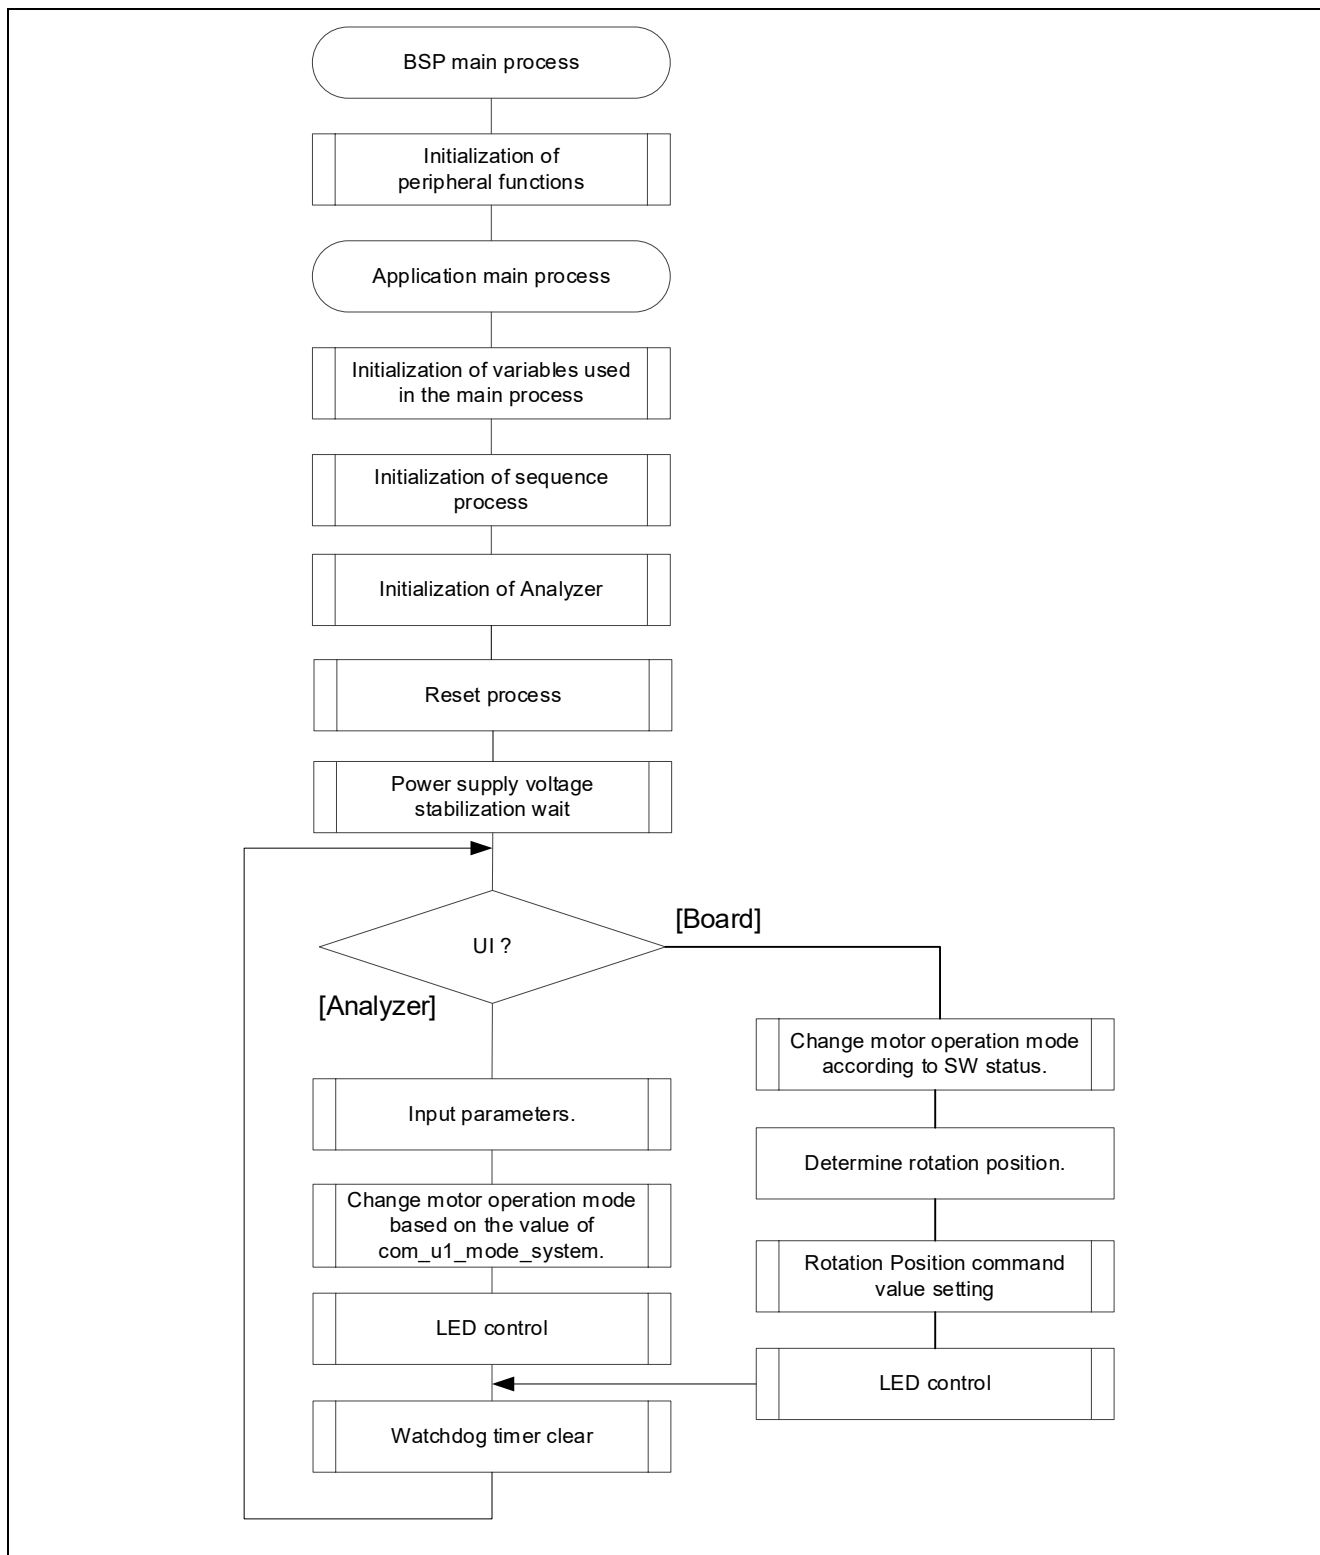 BSP main process
Initialization of
peripheral functions
Application main process
Initialization of variables used
in the main process
Initialization of sequence
process
Initialization of Analyzer
Reset process
Power supply voltage
stabilization wait
UI ?
[Board]
[Analyzer]
Change motor operation mode
according to SW status.
Determine rotation position.
Rotation Position command
value setting
LED control
Input parameters.
Change motor operation mode
based on the value of
com_u1_mode_system.
LED control
Watchdog timer clear